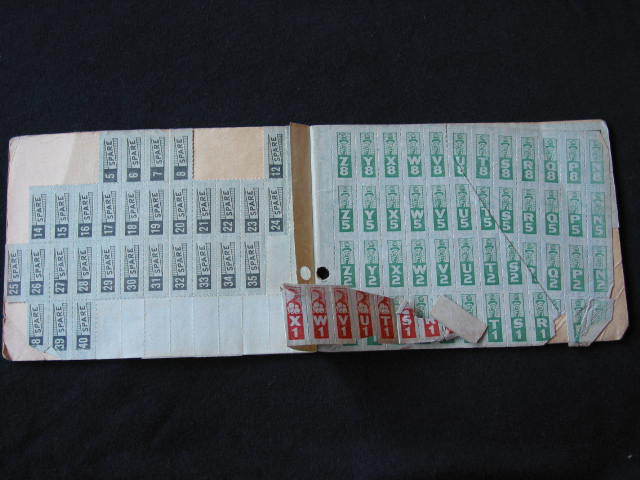 SPARE 5 SPARE 6 SPARE 7 SPARE 8 SPARE 12
SPARE 14 SPARE 15 SPARE 16 SPARE 17 SPARE 18 SPARE 19 SPARE 20 SPARE 21 SPARE 22 SPARE 23 SPARE 24
SPARE 25 SPARE 26 SPARE 27 SPARE 28 SPARE 29 SPARE 30 SPARE 31 SPARE 32 SPARE 33 SPARE 34 SPARE 35
SPARE SPARE 39 SPARE 40
Z8 Y8 X8 W8 V8 U8 T8 S8 R8 Q8 P8
Z5 Y5 X5 W5 V5 U5 T5 S5 R5 Q5 P5 N5
Z2 Y2 X2 W2 V2 U2 T2 S2 R2 Q2 P2 N2
X1 W1 V1 U1 T1 S1
T1 S1 R